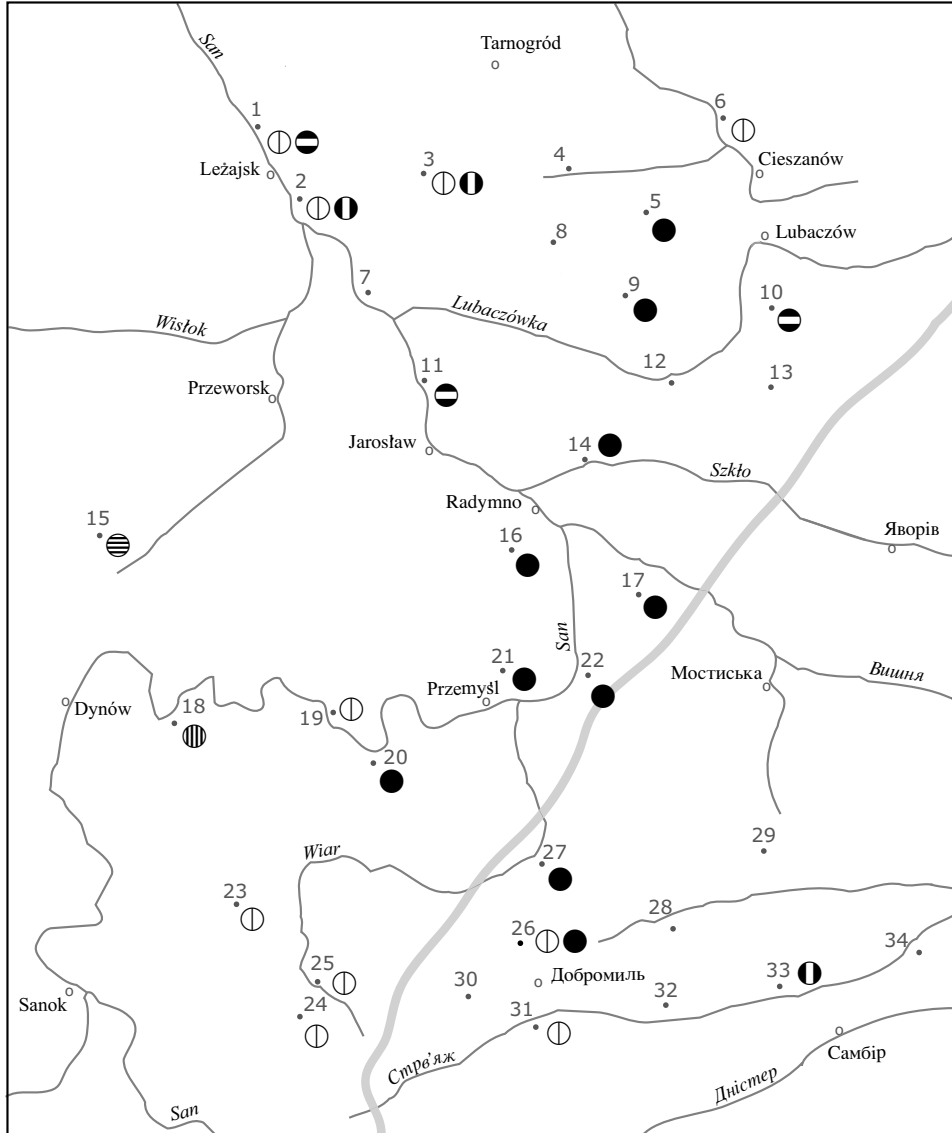 San
Tarnogród
1
6
3
4
Cieszanów
Leżajsk
2
5
8
Lubaczów
7
9
10
Wisłok
Lubaczówka
11
12
13
Przeworsk
14
Jarosław
Szkło
Radymno
15
16
Яворів
17
San
21
22
Przemyśl
Мостиська
Вишня
Dynów
18
19
20
Wiar
27
29
23
28
26
25
30
Добромиль
33
34
Sanok
24
31
32
Стрв’яж
Самбір
Дністер
San